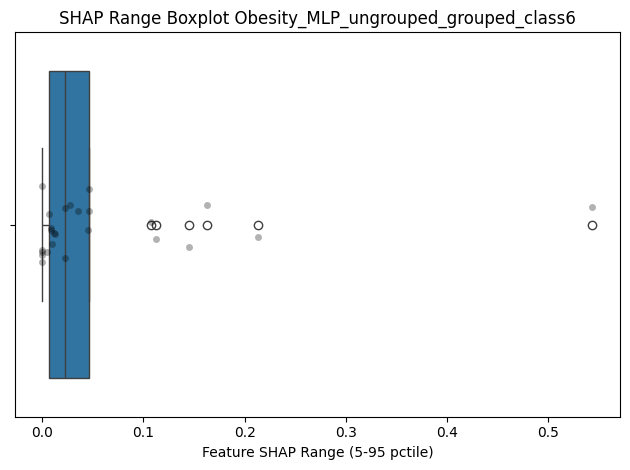 SHAP Range Boxplot Obesity_MLP_ungrouped_grouped_class6
0.0 0.1 0.2 0.3 0.4 0.5
Feature SHAP Range (5-95 pctile)